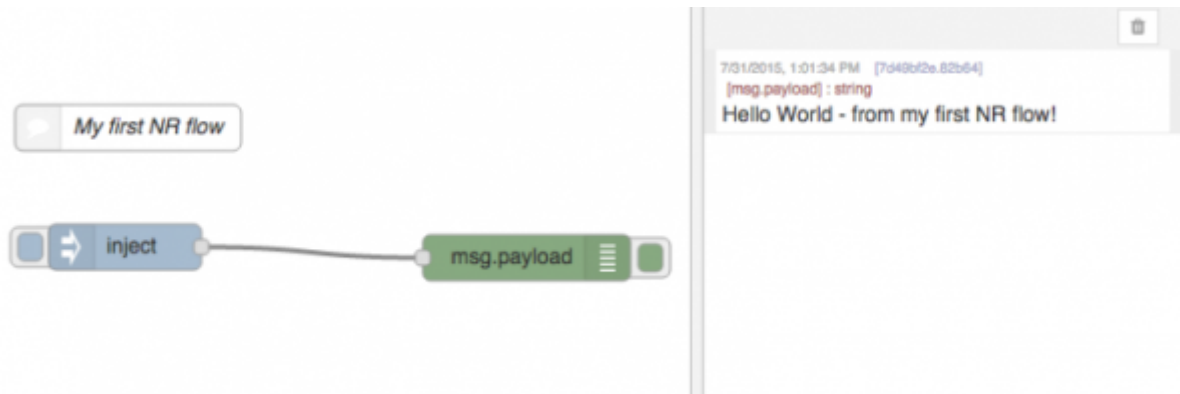 My first NR flow
inject
msg.payload
7/31/2015, 1:01:34 PM [7d49bf2e.82b64]
[msg.payload] : string
Hello World - from my first NR flow!